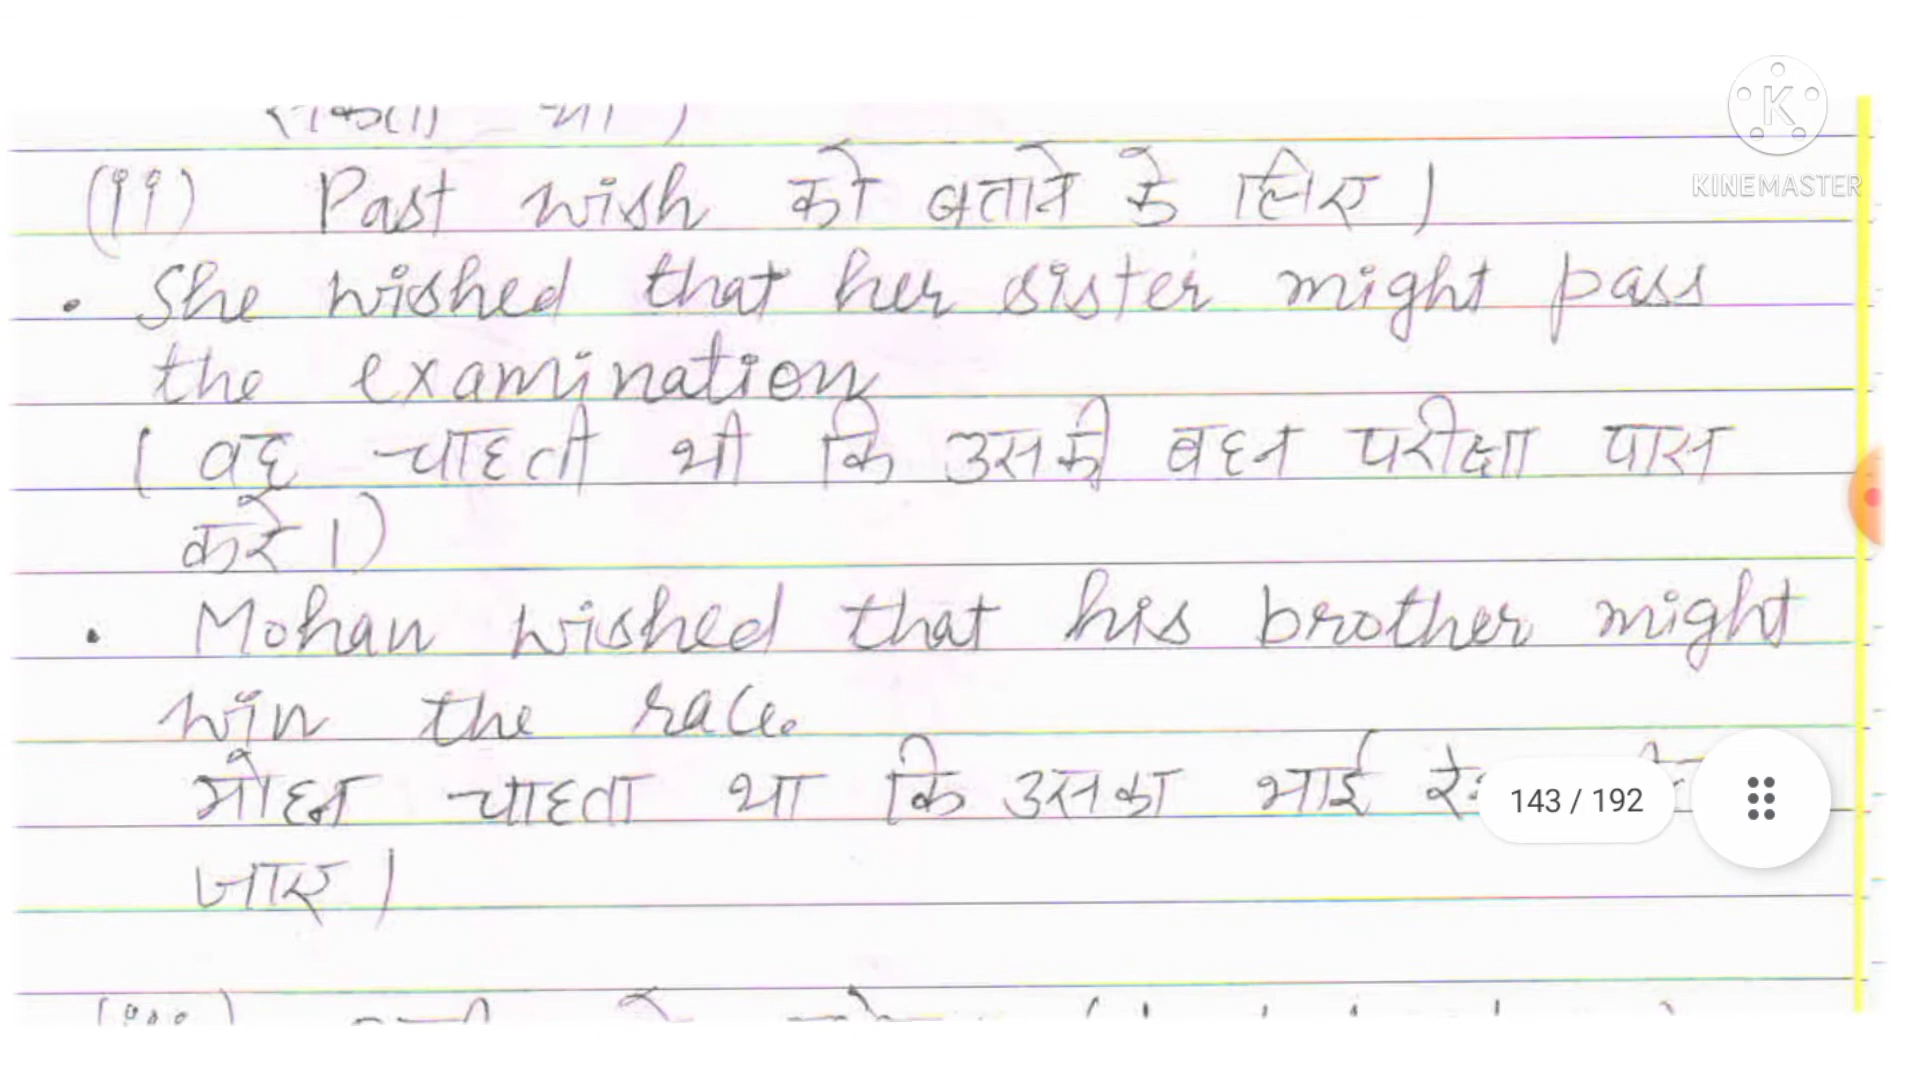 (ii) Past wish को बताने के लिए।
KINEMASTER
• She wished that her sister might pass
the examination
( वह चाहती थी कि उसकी बहन परीक्षा पास
करे।)
• Mohan wished that his brother might
win the race.
मोहन चाहता था कि उसका भाई
143 / 192
जाए।